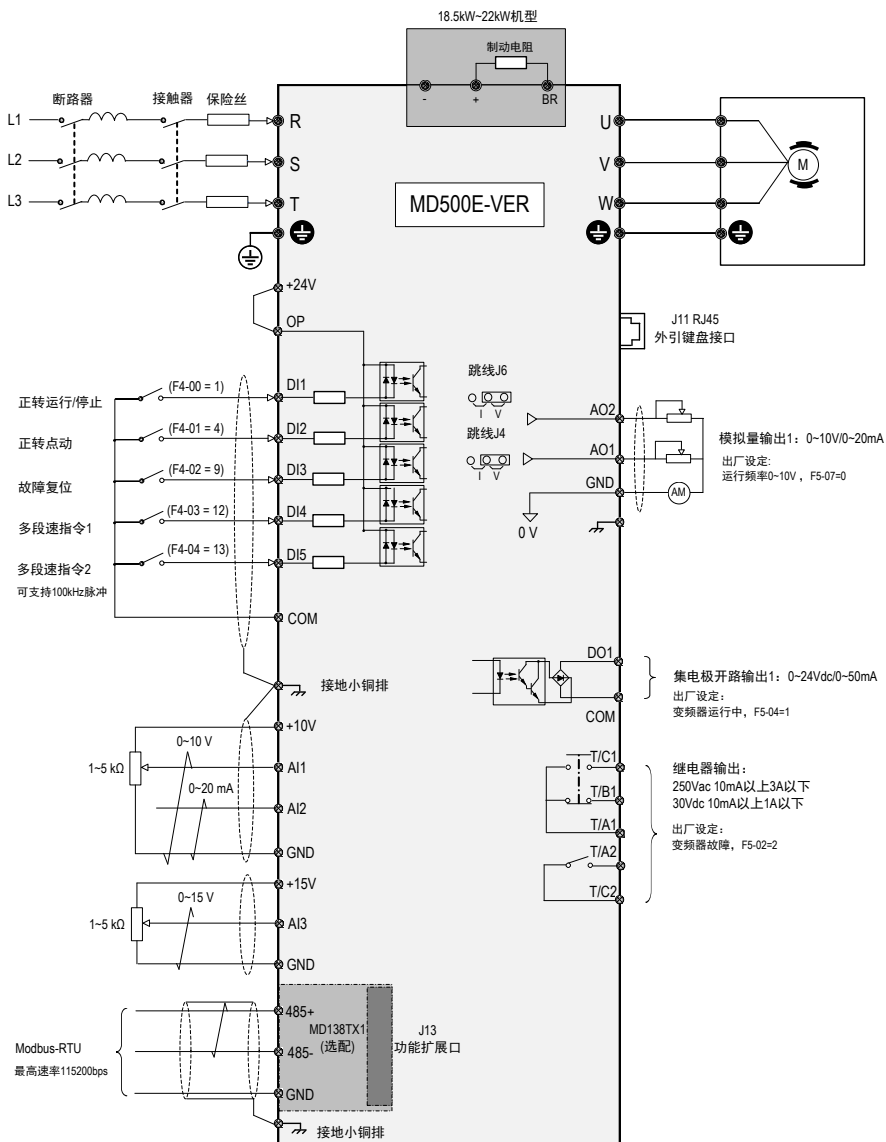 18.5kW~22kW机型
制动电阻
- + BR
断路器 接触器 保险丝
L1 R U
L2 S V
L3 T W
M
MD500E-VER
+24V
OP
J11 RJ45
外引键盘接口
正转运行/停止 (F4-00 = 1) DI1
正转点动 (F4-01 = 4) DI2
故障复位 (F4-02 = 9) DI3
多段速指令1 (F4-03 = 12) DI4
多段速指令2 (F4-04 = 13) DI5
可支持100kHz脉冲
COM
跳线J6
I V
AO2
跳线J4
I V
AO1
GND
AM
0 V
模拟量输出1：0~10V/0~20mA
出厂设定:
运行频率0~10V ，F5-07=0
接地小铜排
DO1
COM
集电极开路输出1：0~24Vdc/0~50mA
出厂设定：
变频器运行中，F5-04=1
+10V
0~10 V
1~5 kΩ
AI1
0~20 mA
AI2
GND
T/C1
T/B1
T/A1
T/A2
T/C2
继电器输出：
250Vac 10mA以上3A以下
30Vdc 10mA以上1A以下
出厂设定：
变频器故障，F5-02=2
+15V
0~15 V
1~5 kΩ
AI3
GND
485+
485-
GND
MD138TX1
(选配)
J13
功能扩展口
Modbus-RTU
最高速率115200bps
接地小铜排